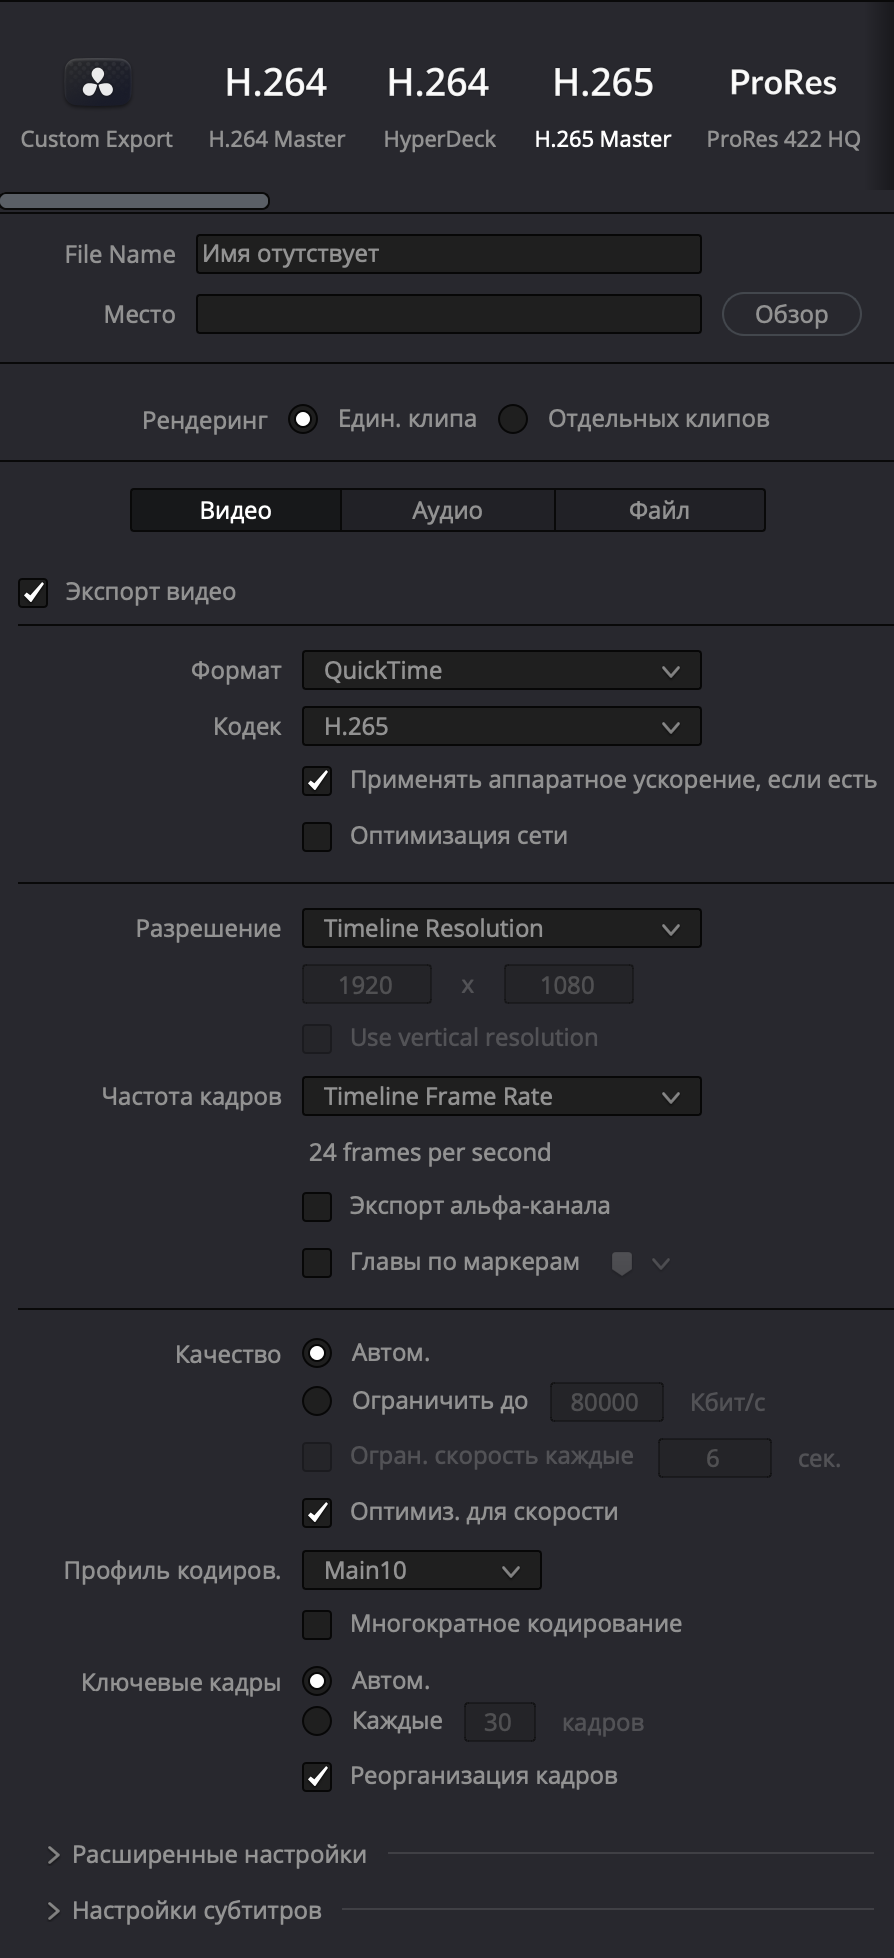 H.264 H.264 H.265 ProRes
Custom Export H.264 Master HyperDeck H.265 Master ProRes 422 HQ
File Name Имя отутствует
Место Обзор
Рендеринг Един. клипа Отдельных клипов
Видео Аудио Файл
Экспорт видео
Формат QuickTime
Кодек H.265
Применять аппаратное ускорение, если есть
Оптимизация сети
Разрешение Timeline Resolution
1920 x 1080
Use vertical resolution
Частота кадров Timeline Frame Rate
24 frames per second
Экспорт альфа-канала
Главы по маркерам
Качество Автом.
Ограничить до 80000 Кбит/с
Огран. скорость каждые 6 сек.
Оптимиз. для скорости
Профиль кодиров. Main10
Многократное кодирование
Ключевые кадры Автом.
Каждые 30 кадров
Реорганизация кадров
Расширенные настройки
Настройки субтитров